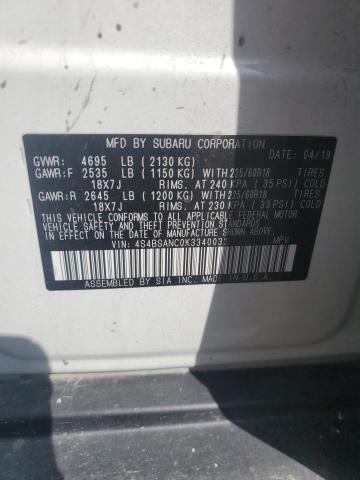 MFD BY SUBARU CORPORATION
GVWR: 4695 LB ( 2130 KG) DATE: 04/19
GAWR:F 2535 LB ( 1150 KG) WITH 225/60R18 TIRES,
18X7J RIMS, AT 240 KPA ( 35 PSI) COLD
GAWR:R 2645 LB ( 1200 KG) WITH 225/60R18 TIRES,
18X7J RIMS, AT 230 KPA ( 33 PSI) COLD
THIS VEHICLE CONFORMS TO ALL APPLICABLE FEDERAL MOTOR
VEHICLE SAFETY STANDARDS IN EFFECT ON THE DATE OF
MANUFACTURE SHOWN ABOVE.
VIN: 4S4BSANC0K3340032 MPV
ASSEMBLED BY SIA INC. MADE IN U.S.A.